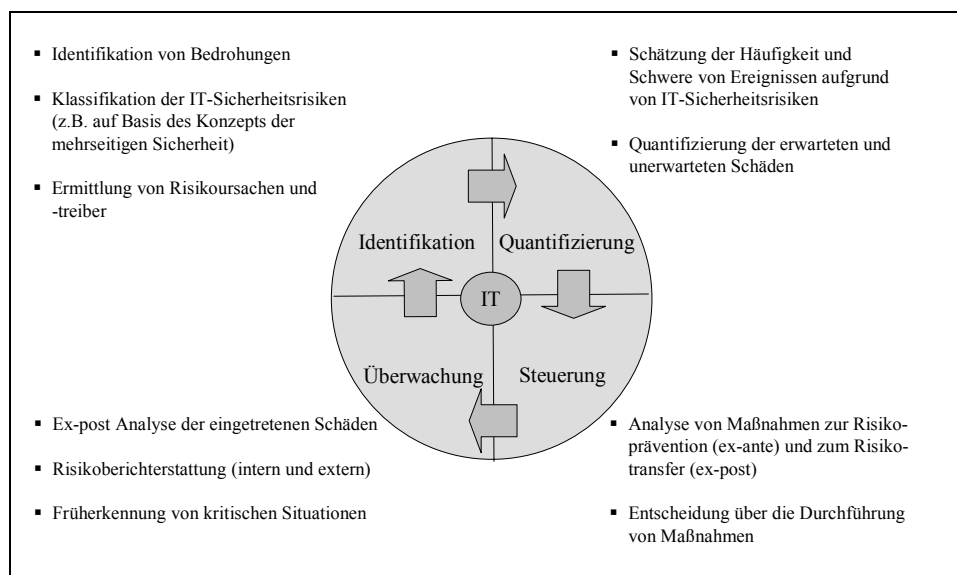 ▪ Identifikation von Bedrohungen
▪ Klassifikation der IT-Sicherheitsrisiken
(z.B. auf Basis des Konzepts der
mehrseitigen Sicherheit)
▪ Ermittlung von Risikoursachen und
-treiber
▪ Schätzung der Häufigkeit und
Schwere von Ereignissen aufgrund
von IT-Sicherheitsrisiken
▪ Quantifizierung der erwarteten und
unerwarteten Schäden
Identifikation
Quantifizierung
IT
Überwachung
Steuerung
▪ Ex-post Analyse der eingetretenen Schäden
▪ Risikoberichterstattung (intern und extern)
▪ Früherkennung von kritischen Situationen
▪ Analyse von Maßnahmen zur Risiko-
prävention (ex-ante) und zum Risiko-
transfer (ex-post)
▪ Entscheidung über die Durchführung
von Maßnahmen